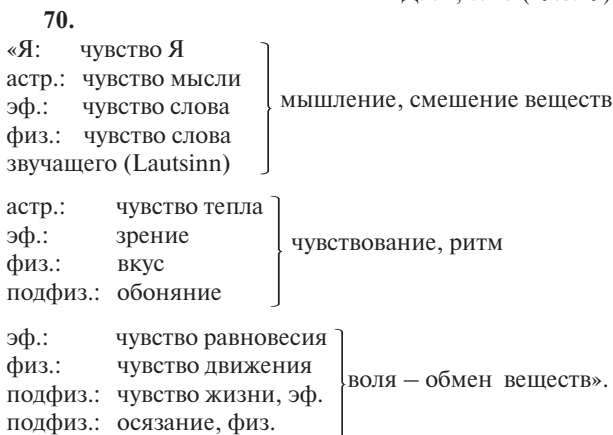 70.
«Я: чувство Я
астр.: чувство мысли
эф.: чувство слова
физ.: чувство слова
звучащего (Lautsinn)
мышление, смешение веществ
астр.: чувство тепла
эф.: зрение
физ.: вкус
подфиз.: обоняние
чувствование, ритм
эф.: чувство равновесия
физ.: чувство движения
подфиз.: чувство жизни, эф.
подфиз.: осязание, физ.
воля – обмен веществ».